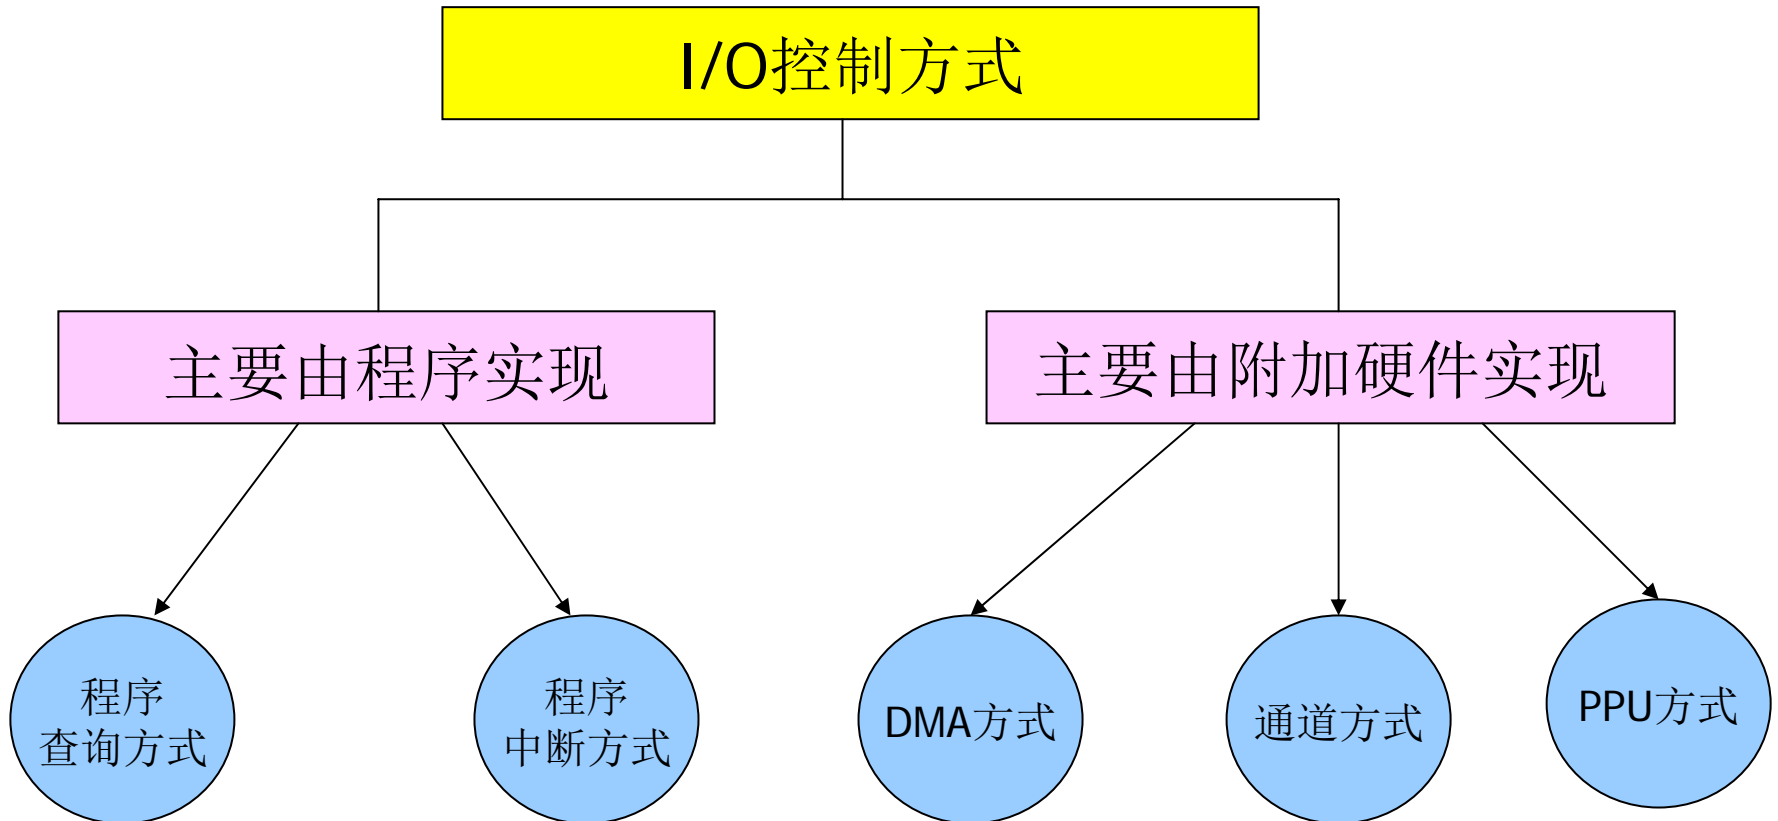 I/O控制方式
主要由程序实现
主要由附加硬件实现
程序
查询方式
程序
中断方式
DMA方式
通道方式
PPU方式